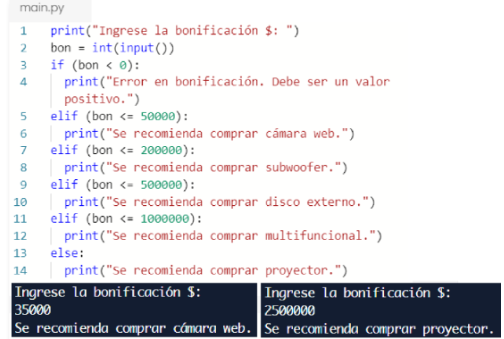 main.py
1 print("Ingrese la bonificación $: ")
2 bon = int(input())
3 if (bon < 0):
4 print("Error en bonificación. Debe ser un valor
positivo.")
5 elif (bon <= 50000):
6 print("Se recomienda comprar cámara web.")
7 elif (bon <= 200000):
8 print("Se recomienda comprar subwoofer.")
9 elif (bon <= 500000):
10 print("Se recomienda comprar disco externo.")
11 elif (bon <= 1000000):
12 print("Se recomienda comprar multifuncional.")
13 else:
14 print("Se recomienda comprar proyector.")
Ingrese la bonificación $:
35000
Se recomienda comprar cámara web.
Ingrese la bonificación $:
2500000
Se recomienda comprar proyector.